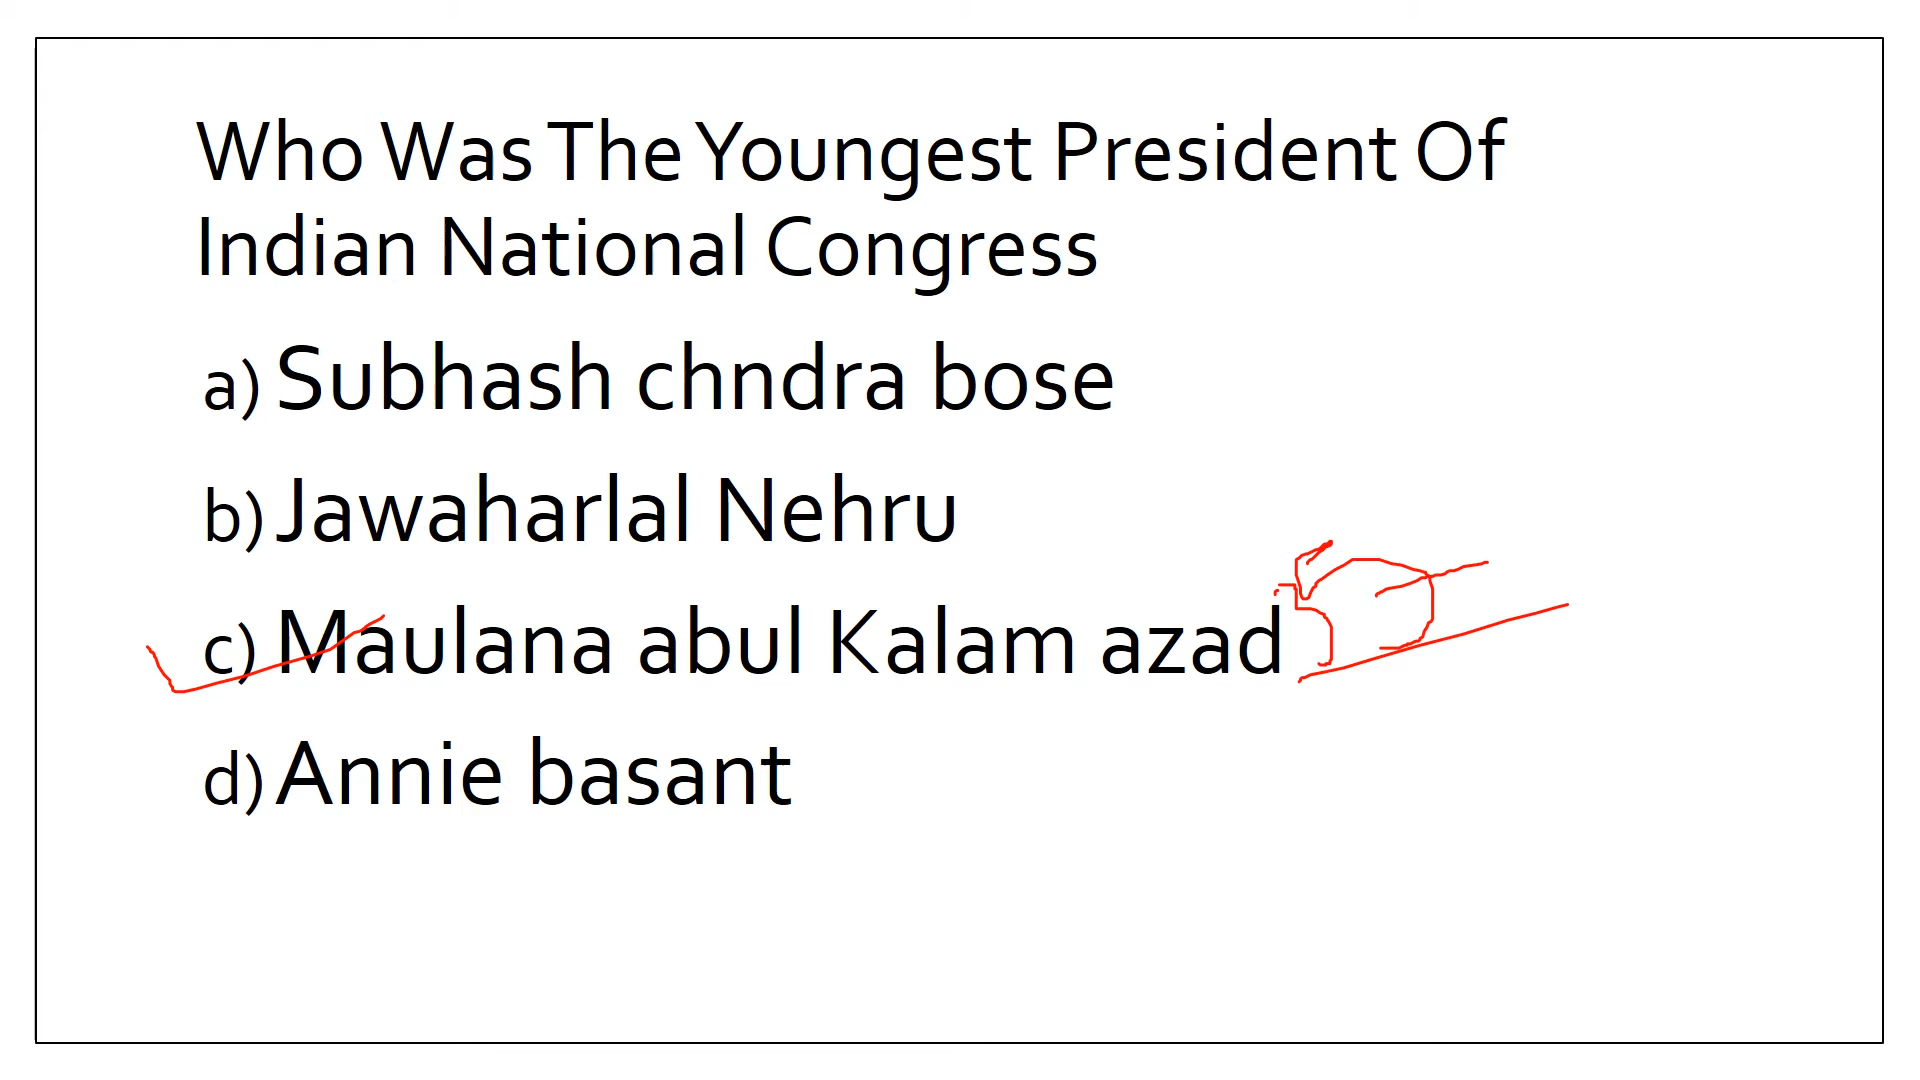 Who Was The Youngest President Of
Indian National Congress
a) Subhash chndra bose
b) Jawaharlal Nehru
c) Maulana abul Kalam azad
d) Annie basant